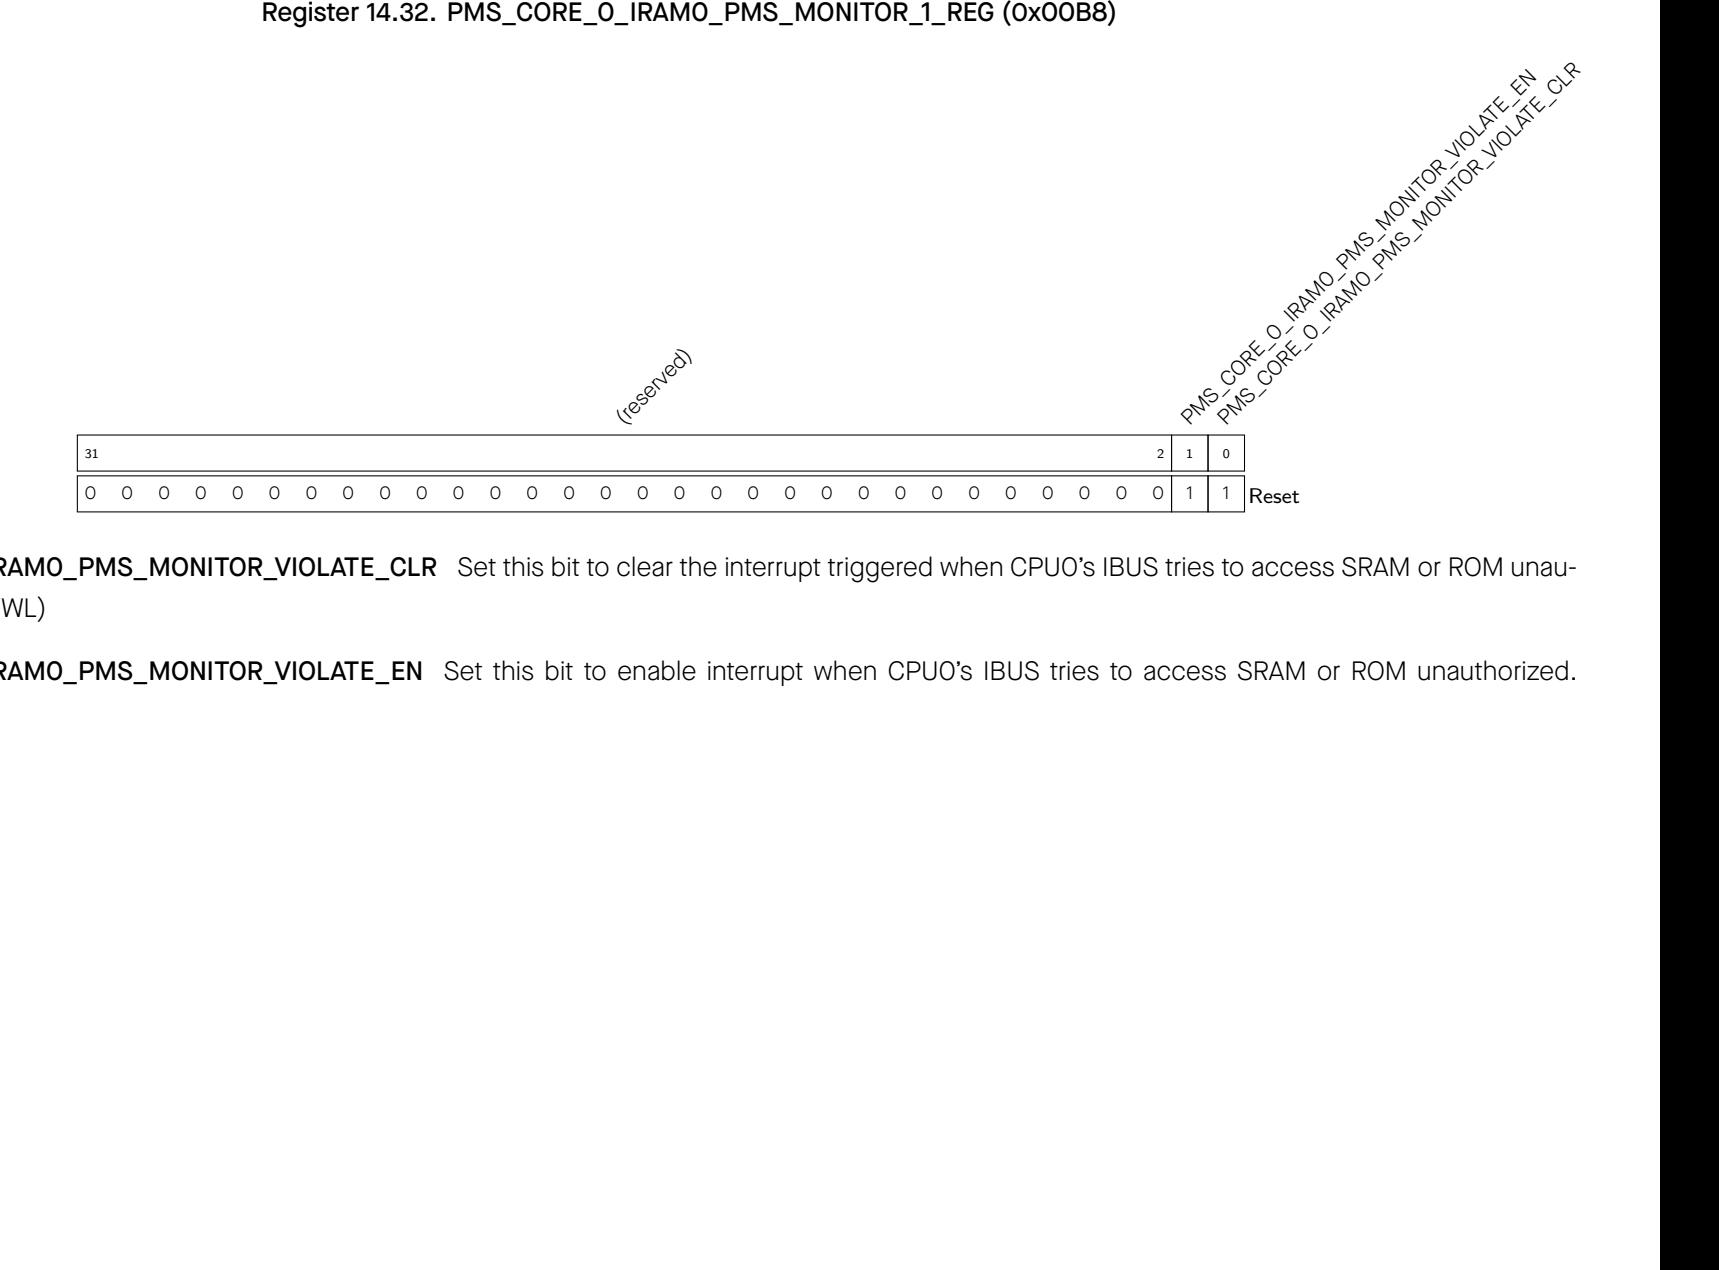 Register 14.32. PMS_CORE_0_IRAM0_PMS_MONITOR_1_REG (0x00B8)
(reserved)
PMS_CORE_0_IRAM0_PMS_MONITOR_VIOLATE_EN
PMS_CORE_0_IRAM0_PMS_MONITOR_VIOLATE_CLR
31 2 1 0
0 0 0 0 0 0 0 0 0 0 0 0 0 0 0 0 0 0 0 0 0 0 0 0 0 0 0 0 0 0 1 1 Reset
RAM0_PMS_MONITOR_VIOLATE_CLR Set this bit to clear the interrupt triggered when CPU0's IBUS tries to access SRAM or ROM unau-
WL)
RAM0_PMS_MONITOR_VIOLATE_EN Set this bit to enable interrupt when CPU0's IBUS tries to access SRAM or ROM unauthorized.